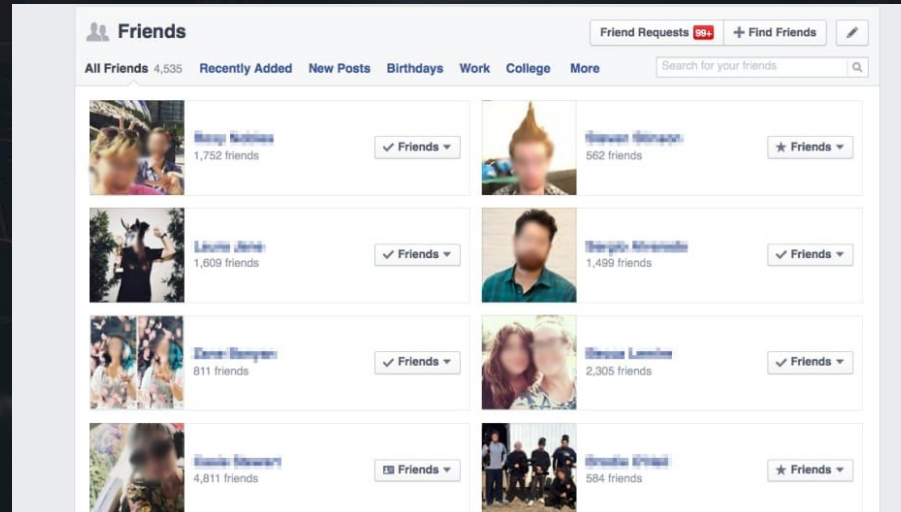 Friends
Friend Requests 99+ Find Friends
All Friends 4,535 Recently Added New Posts Birthdays Work College More Search for your friends
1,752 friends Friends
562 friends Friends
1,609 friends Friends
1,499 friends Friends
811 friends Friends
2,305 friends Friends
4,811 friends Friends
584 friends Friends